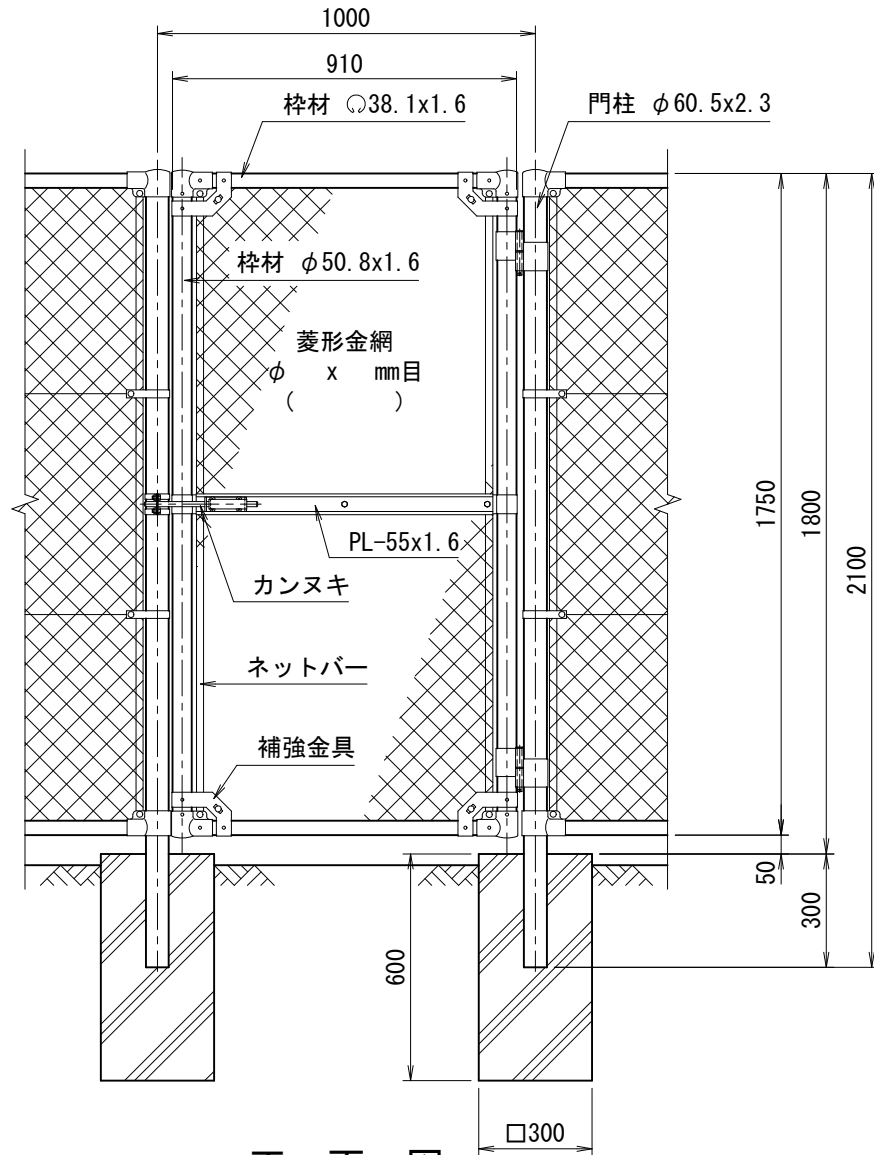 1000
910
枠材 38.1x1.6
門柱 φ60.5x2.3
枠材 φ50.8x1.6
菱形金網
φ x mm目
( )
PL-55x1.6
カンヌキ
ネットバー
補強金具
1750
1800
2100
50
300
600
□300